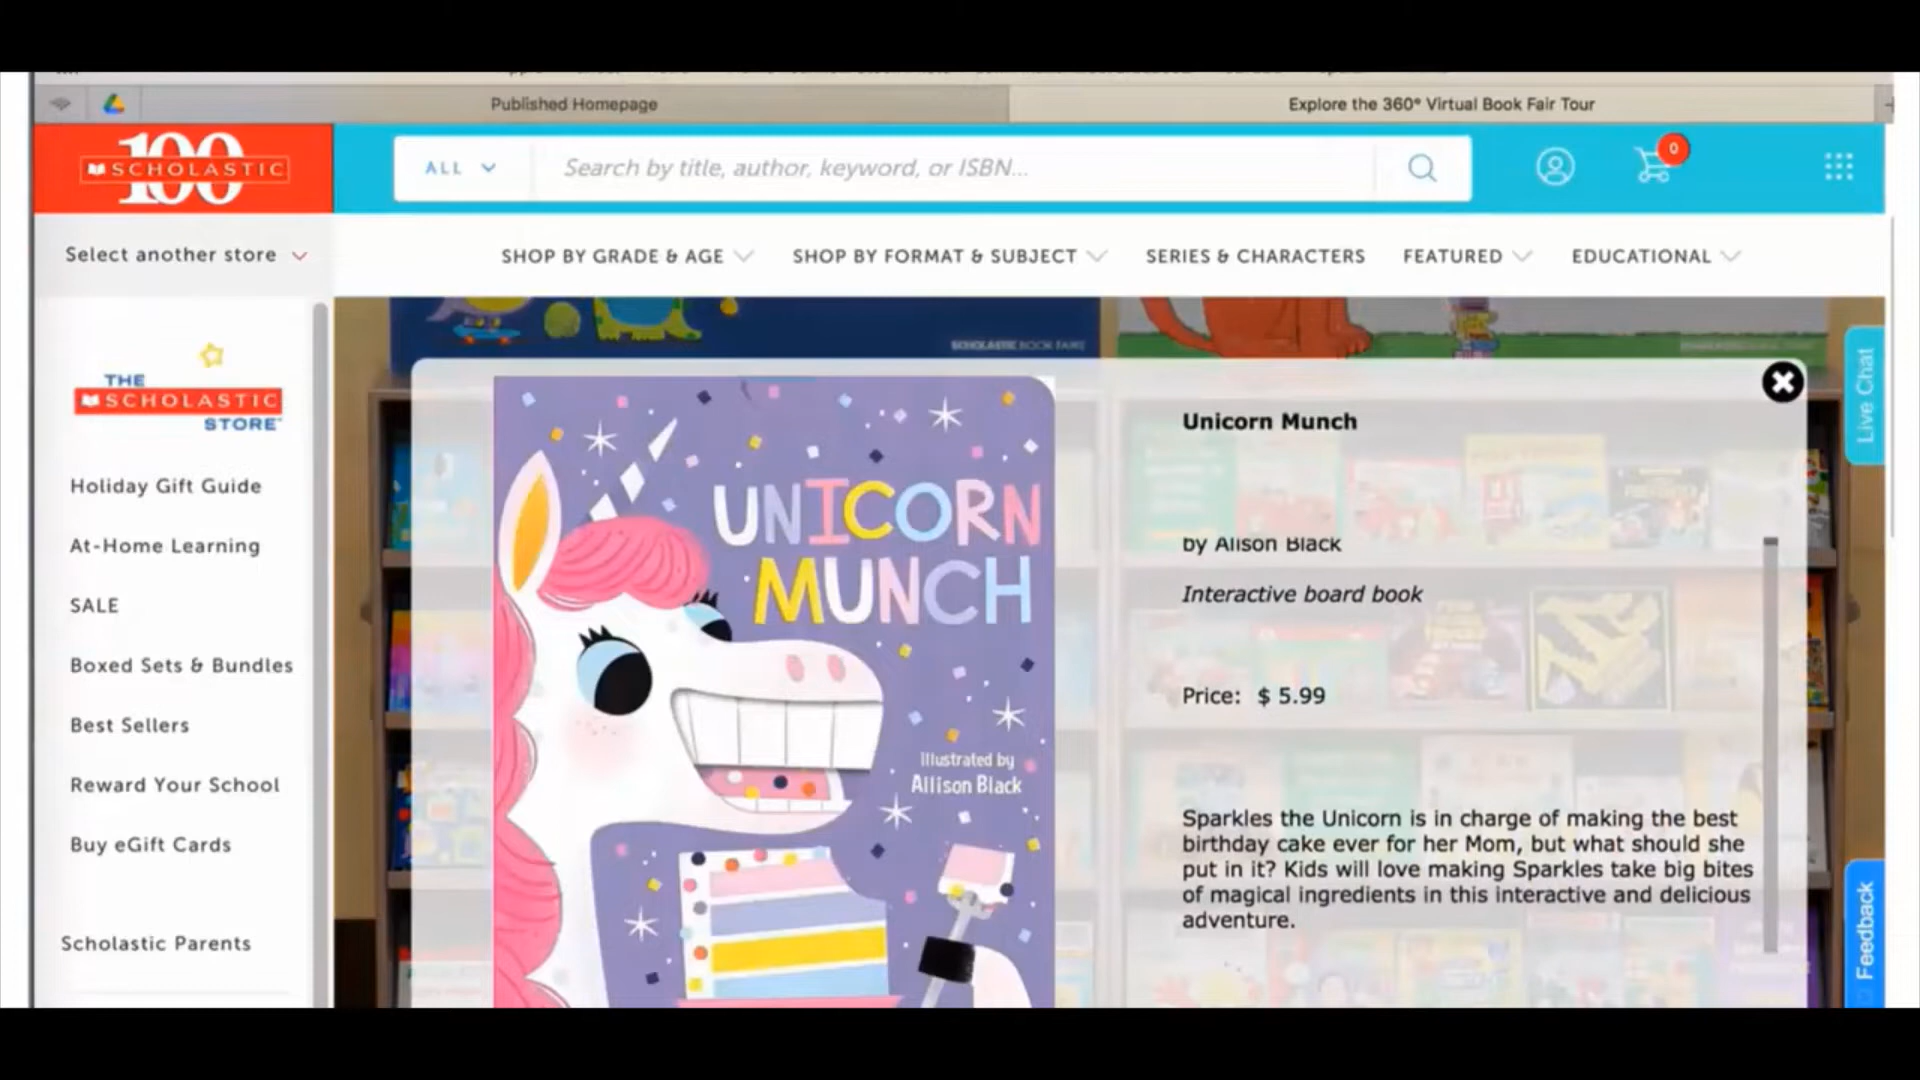 Published Homepage
Explore the 360° Virtual Book Fair Tour
100
SCHOLASTIC
ALL
Search by title, author, keyword, or ISBN...
0
Select another store
SHOP BY GRADE & AGE
SHOP BY FORMAT & SUBJECT
SERIES & CHARACTERS
FEATURED
EDUCATIONAL
THE
SCHOLASTIC
STORE
Holiday Gift Guide
At-Home Learning
SALE
Boxed Sets & Bundles
Best Sellers
Reward Your School
Buy eGift Cards
Scholastic Parents
SCHOLASTIC BOOK FAIRS
UNICORN
MUNCH
Illustrated by
Allison Black
Unicorn Munch
by Alison Black
Interactive board book
Price: $ 5.99
Sparkles the Unicorn is in charge of making the best
birthday cake ever for her Mom, but what should she
put in it? Kids will love making Sparkles take big bites
of magical ingredients in this interactive and delicious
adventure.
Live Chat
Feedback